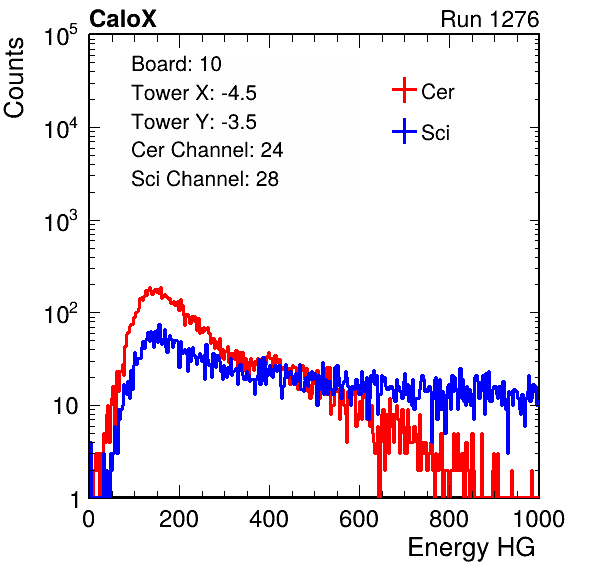 CaloX Run 1276
Counts
Board: 10
Tower X: -4.5
Tower Y: -3.5
Cer Channel: 24
Sci Channel: 28
Cer
Sci
10^5
10^4
10^3
10^2
10
1
0 200 400 600 800 1000
Energy HG